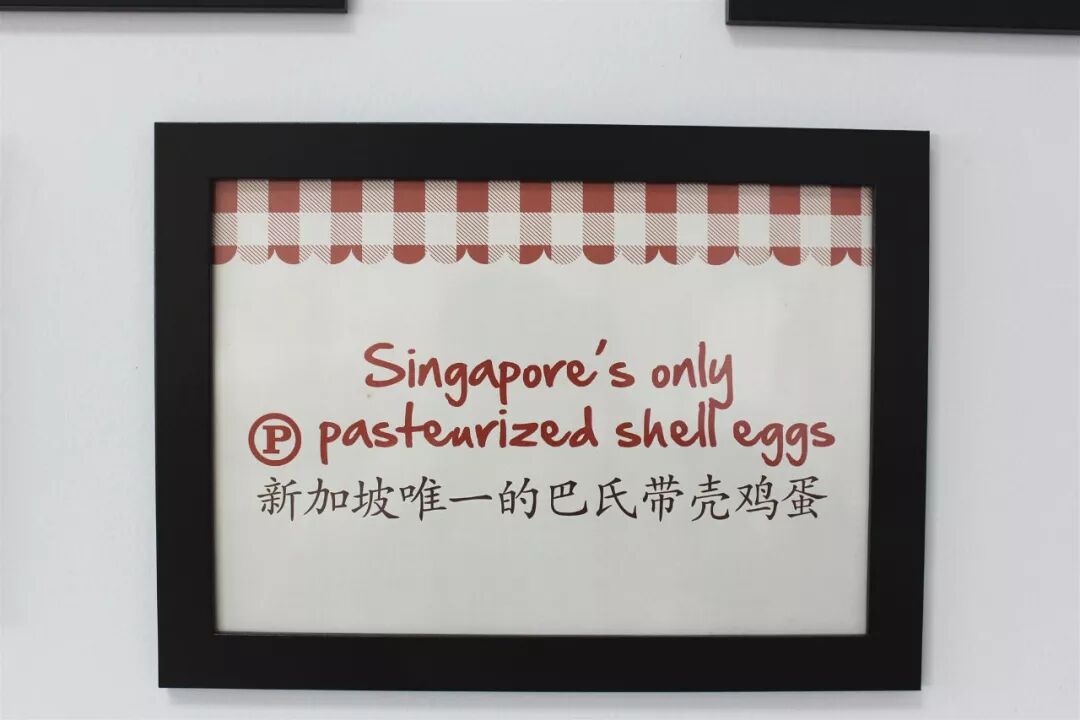 Singapore's only
Ⓟ pasteurized shell eggs
新加坡唯一的巴氏带壳鸡蛋